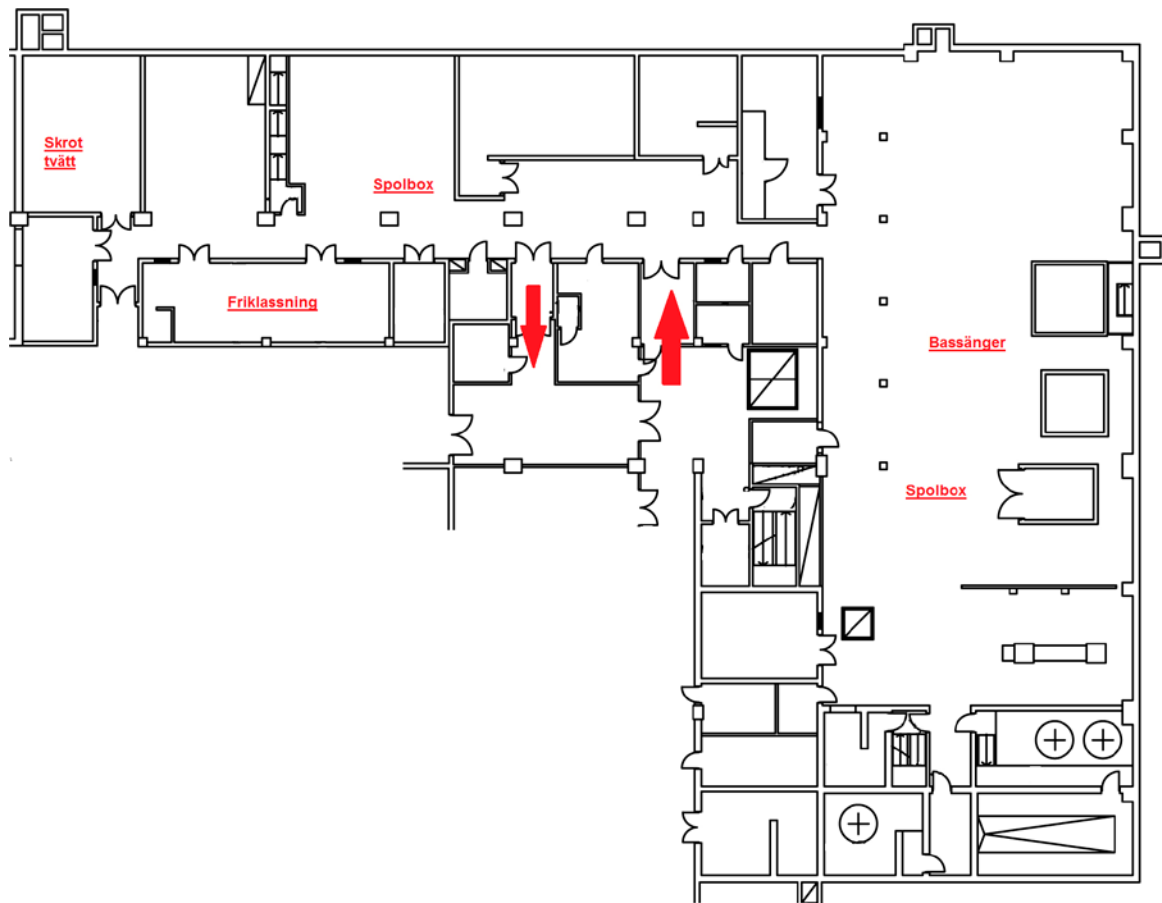 Skrot
tvätt
Spolbox
Friklassning
Bassänger
Spolbox